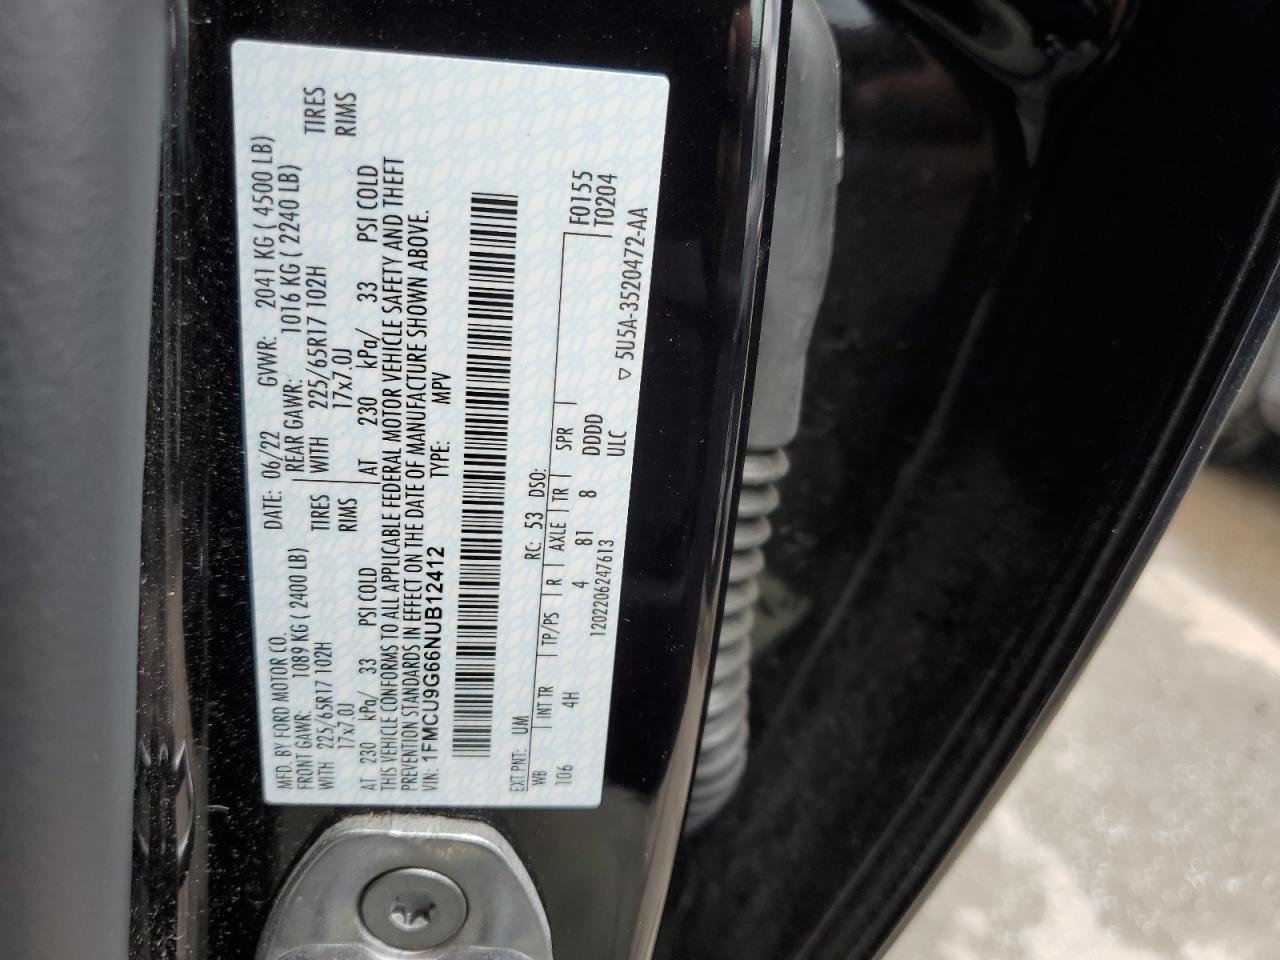 MFD. BY FORD MOTOR CO. DATE: 06/22 GVWR: 2041 KG ( 4500 LB)
FRONT GAWR: 1089 KG ( 2400 LB) REAR GAWR: 1016 KG ( 2240 LB)
WITH 225/65R17 102H TIRES WITH 225/65R17 102H TIRES
17x7.0J RIMS 17x7.0J RIMS
AT 230 kPa/ 33 PSI COLD AT 230 kPa/ 33 PSI COLD
THIS VEHICLE CONFORMS TO ALL APPLICABLE FEDERAL MOTOR VEHICLE SAFETY AND THEFT
PREVENTION STANDARDS IN EFFECT ON THE DATE OF MANUFACTURE SHOWN ABOVE.
VIN: 1FMCU9G66NUB12412 TYPE: MPV
EXT PNT: UM RC: 53 DSO:
WB INT TR TP/PS R AXLE TR SPR F0155
106 4H 4 81 8 DDDD T0204
1202206247613 ULC
▽ 5U5A-3520472-AA